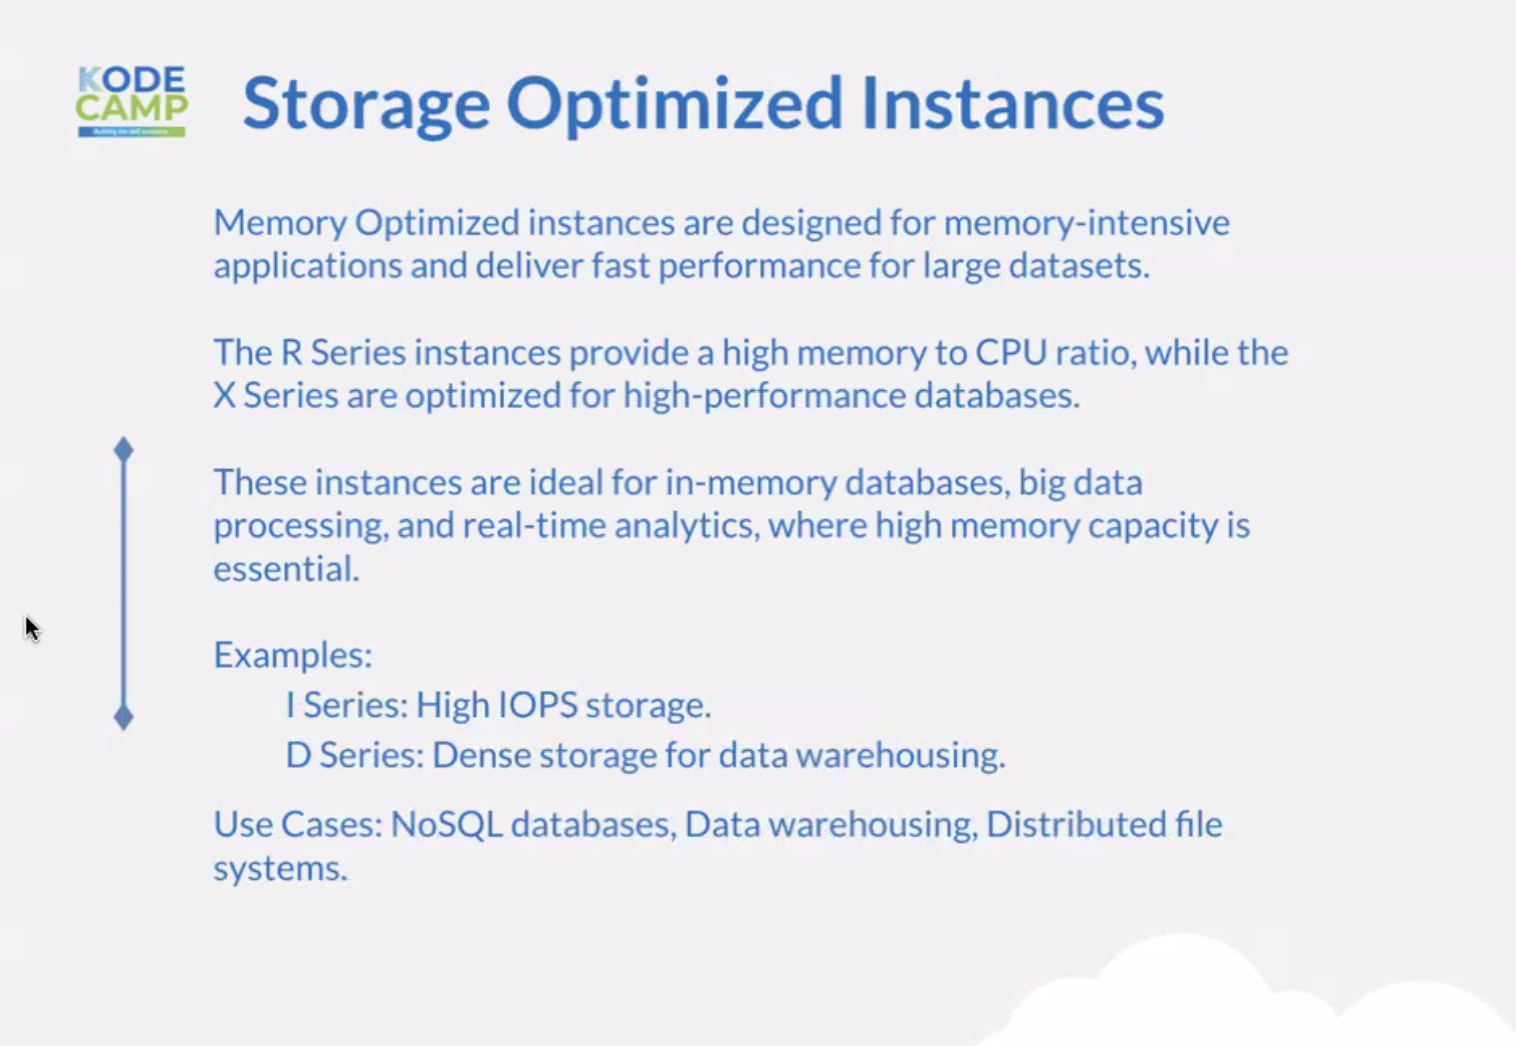 KODE
CAMP
Building the skill economy
Storage Optimized Instances
Memory Optimized instances are designed for memory-intensive
applications and deliver fast performance for large datasets.
The R Series instances provide a high memory to CPU ratio, while the
X Series are optimized for high-performance databases.
These instances are ideal for in-memory databases, big data
processing, and real-time analytics, where high memory capacity is
essential.
Examples:
I Series: High IOPS storage.
D Series: Dense storage for data warehousing.
Use Cases: NoSQL databases, Data warehousing, Distributed file
systems.